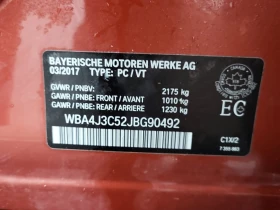 BAYERISCHE MOTOREN WERKE AG
03/2017 TYPE: PC / VT
GVWR / PNBV: 2175 kg
GAWR / PNBE: FRONT / AVANT 1010 kg
GAWR / PNBE: REAR / ARRIERE 1230 kg
EC
WBA4J3C52JBG90492
C1X/2